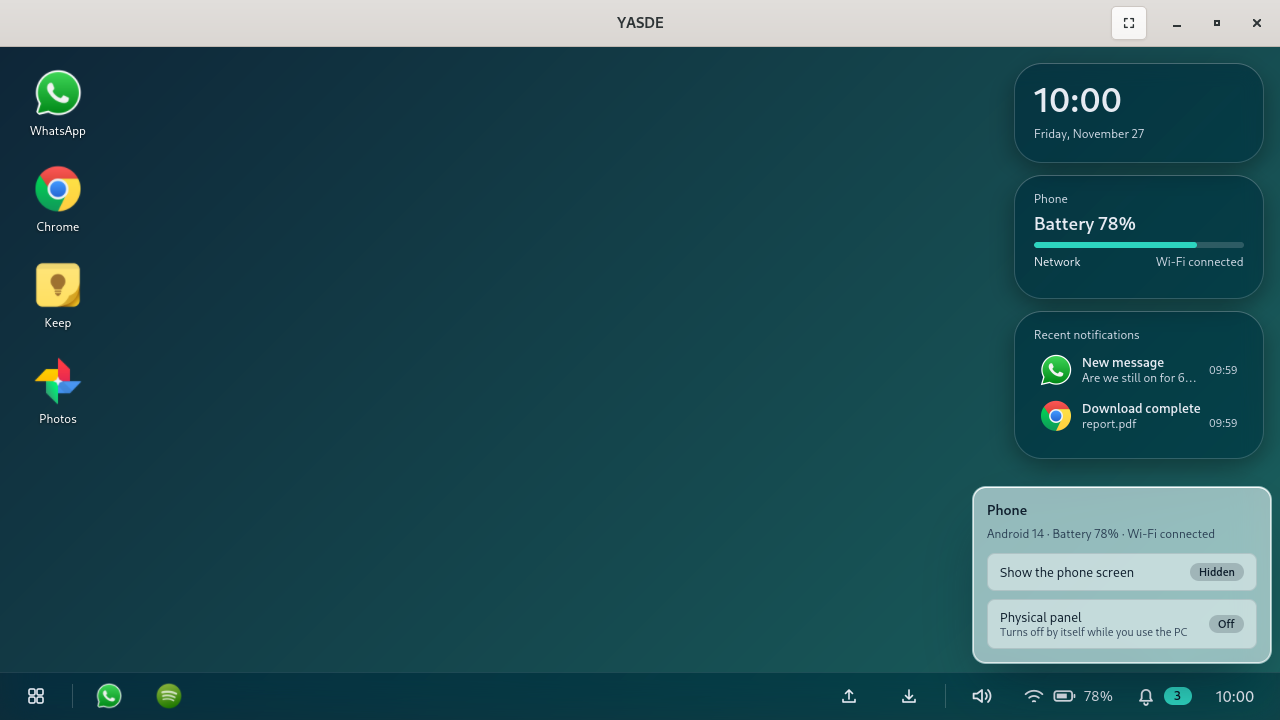 YASDE
WhatsApp
Chrome
Keep
Photos
10:00
Friday, November 27
Phone
Battery 78%
Network Wi-Fi connected
Recent notifications
New message
Are we still on for 6…
09:59
Download complete
report.pdf
09:59
Phone
Android 14 · Battery 78% · Wi-Fi connected
Show the phone screen Hidden
Physical panel
Turns off by itself while you use the PC
Off
78% 3 10:00